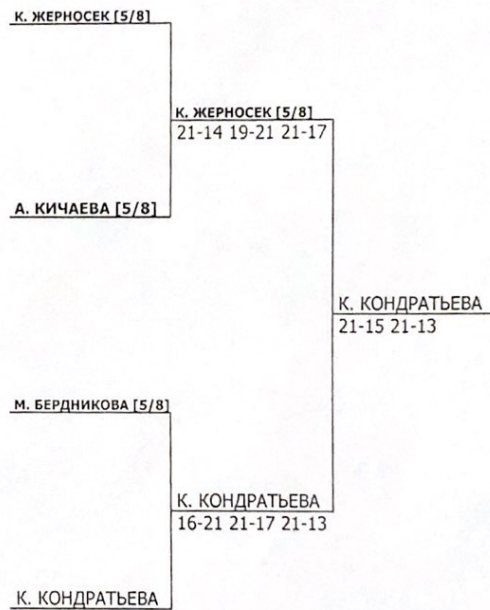 К. ЖЕРНОСЕК [5/8]
К. ЖЕРНОСЕК [5/8]
21-14 19-21 21-17
А. КИЧАЕВА [5/8]
К. КОНДРАТЬЕВА
21-15 21-13
М. БЕРДНИКОВА [5/8]
К. КОНДРАТЬЕВА
16-21 21-17 21-13
К. КОНДРАТЬЕВА